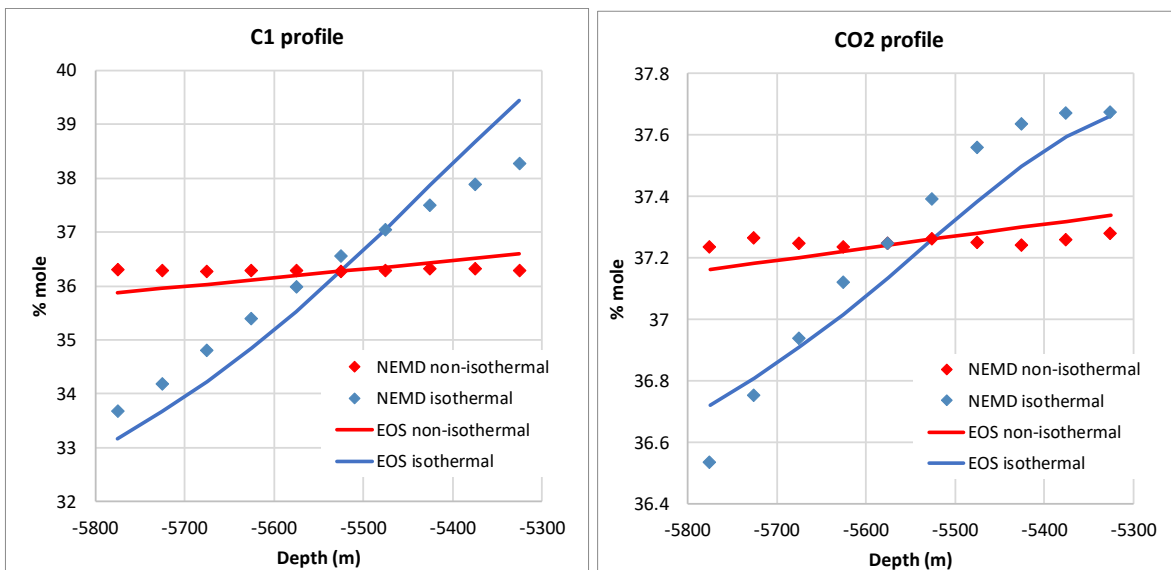 C1 profile
40
39
38
37
36
35
34
33
32
% mole
NEMD non-isothermal
NEMD isothermal
EOS non-isothermal
EOS isothermal
-5800
-5700
-5600
-5500
-5400
-5300
Depth (m)
CO2 profile
37.8
37.6
37.4
37.2
37
36.8
36.6
36.4
% mole
NEMD non-isothermal
NEMD isothermal
EOS non-isothermal
EOS isothermal
-5800
-5700
-5600
-5500
-5400
-5300
Depth (m)